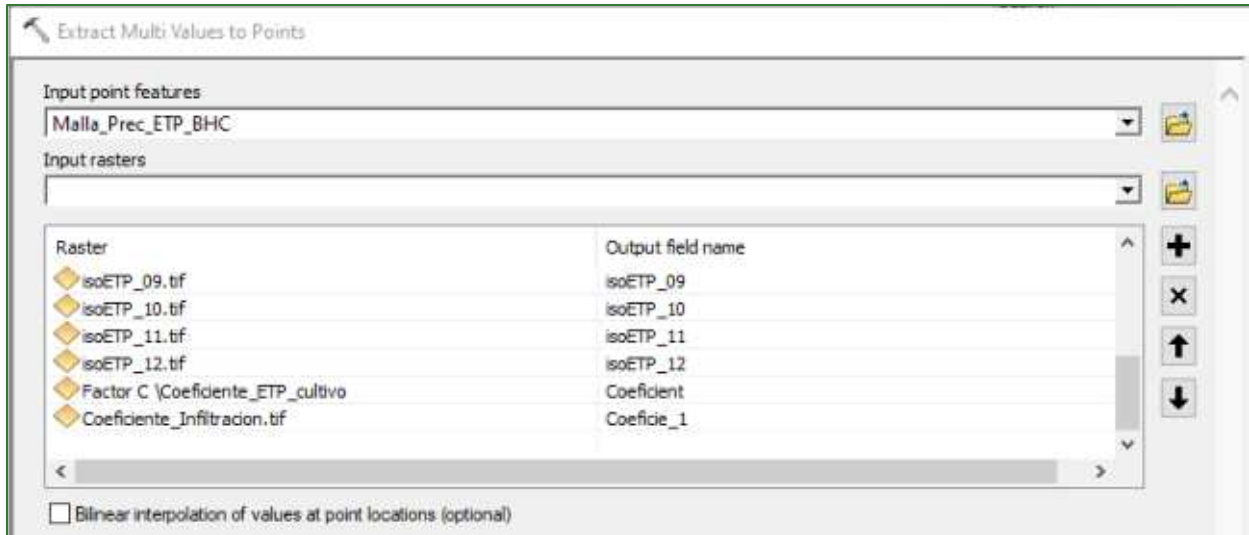 Extract Multi Values to Points
Input point features
Malla_Prec_ETP_BHC
Input rasters
Raster Output field name
isoETP_09.tif isoETP_09
isoETP_10.tif isoETP_10
isoETP_11.tif isoETP_11
isoETP_12.tif isoETP_12
Factor C \Coeficiente_ETP_cultivo Coeficient
Coeficiente_Infiltracion.tif Coeficie_1
Bilinear interpolation of values at point locations (optional)